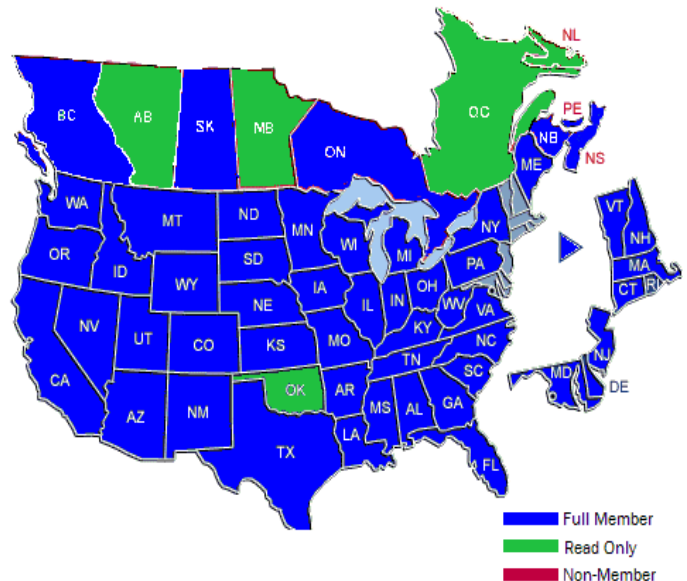 NL
BC
AB
SK
MB
ON
QC
PE
NB
NS
ME
WA
MT
ND
MN
WI
MI
NY
VT
NH
MA
CT
RI
OR
ID
WY
SD
IA
IL
IN
OH
PA
NE
WV
VA
NV
UT
CO
KS
MO
KY
NC
NJ
CA
AZ
NM
OK
AR
TN
SC
MD
DE
TX
LA
MS
AL
GA
FL
Full Member
Read Only
Non-Member